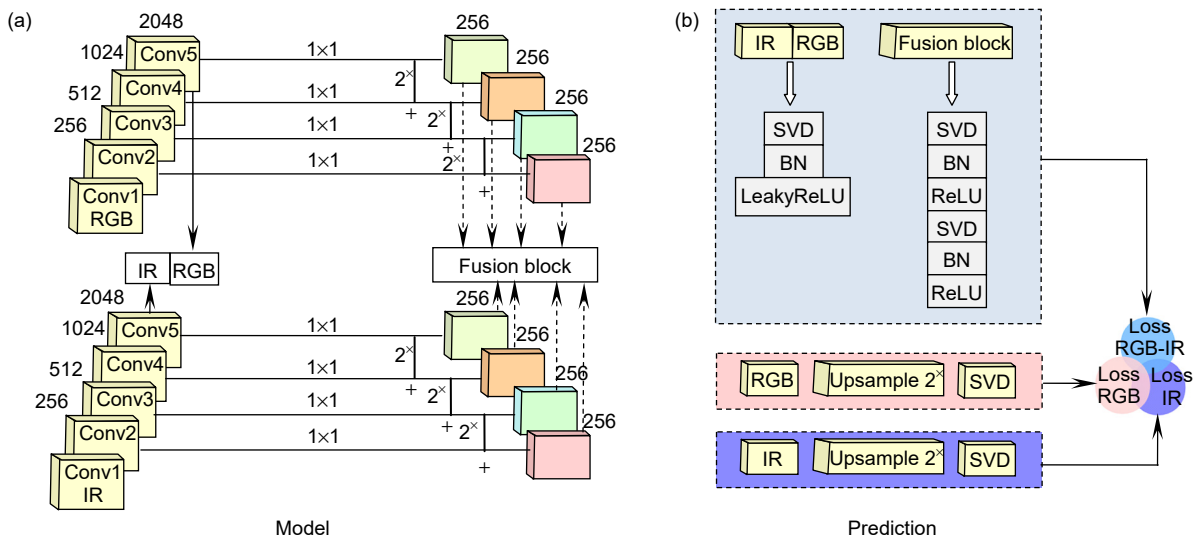 (a)
2048
1024
512
256
Conv5
Conv4
Conv3
Conv2
Conv1
RGB
1×1
1×1
1×1
1×1
2×
2×
2×
+
+
+
256
256
256
256
IR
RGB
Fusion block
2048
1024
512
256
Conv5
Conv4
Conv3
Conv2
Conv1
IR
1×1
1×1
1×1
1×1
2×
2×
2×
+
+
+
256
256
256
256
Model
(b)
IR
RGB
Fusion block
SVD
BN
LeakyReLU
SVD
BN
ReLU
SVD
BN
ReLU
RGB
Upsample 2×
SVD
IR
Upsample 2×
SVD
Loss
RGB-IR
Loss
RGB
Loss
IR
Prediction